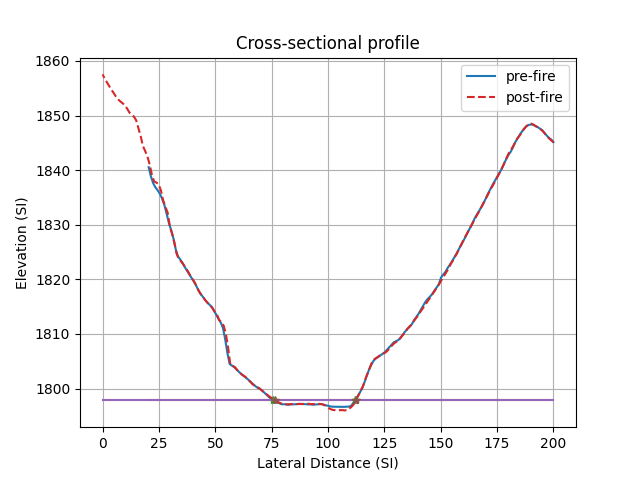 Cross-sectional profile
pre-fire
post-fire
1860
1850
1840
1830
1820
1810
1800
Elevation (SI)
0 25 50 75 100 125 150 175 200
Lateral Distance (SI)